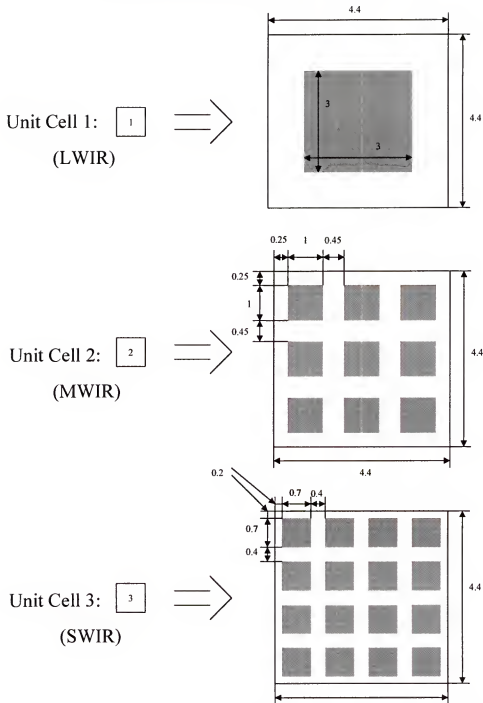 4.4
Unit Cell 1: 1
(LWIR)
3
3
4.4
0.25 1 0.45
0.25
1
0.45
Unit Cell 2: 2
(MWIR)
4.4
4.4
0.2
0.7 0.4
0.7
0.4
Unit Cell 3: 3
(SWIR)
4.4